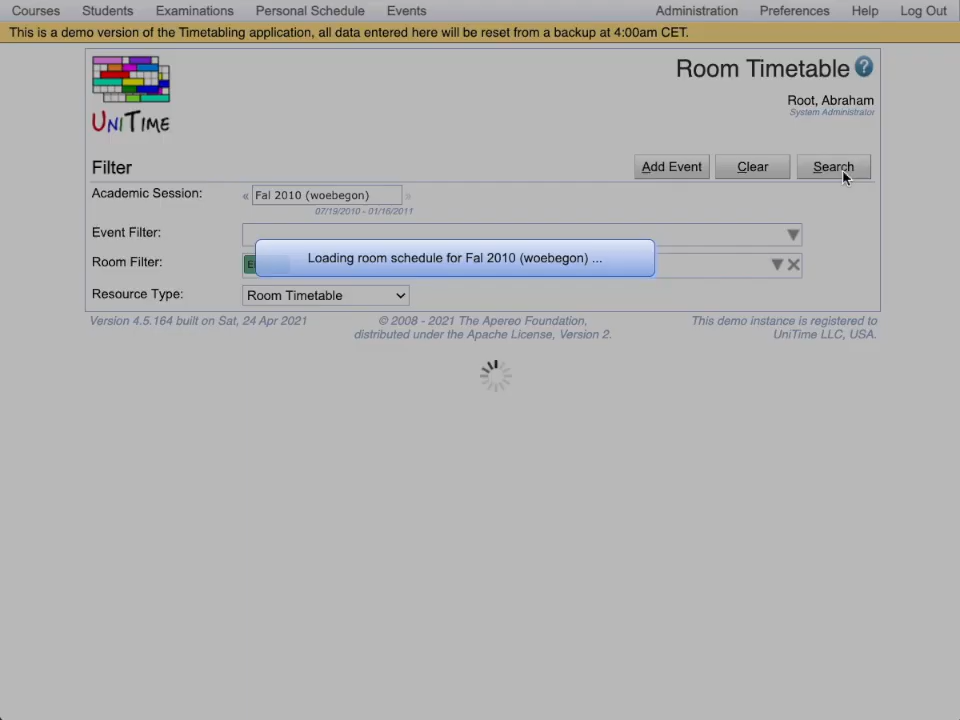 Courses Students Examinations Personal Schedule Events Administration Preferences Help Log Out
This is a demo version of the Timetabling application, all data entered here will be reset from a backup at 4:00am CET.
Room Timetable ?
UNITIME
Root, Abraham
System Administrator
Filter Add Event Clear Search
Academic Session: « Fal 2010 (woebegon) »
07/19/2010 - 01/16/2011
Event Filter:
Loading room schedule for Fal 2010 (woebegon) ...
Room Filter:
Resource Type: Room Timetable
Version 4.5.164 built on Sat, 24 Apr 2021 © 2008 - 2021 The Apereo Foundation, This demo instance is registered to
distributed under the Apache License, Version 2. UniTime LLC, USA.